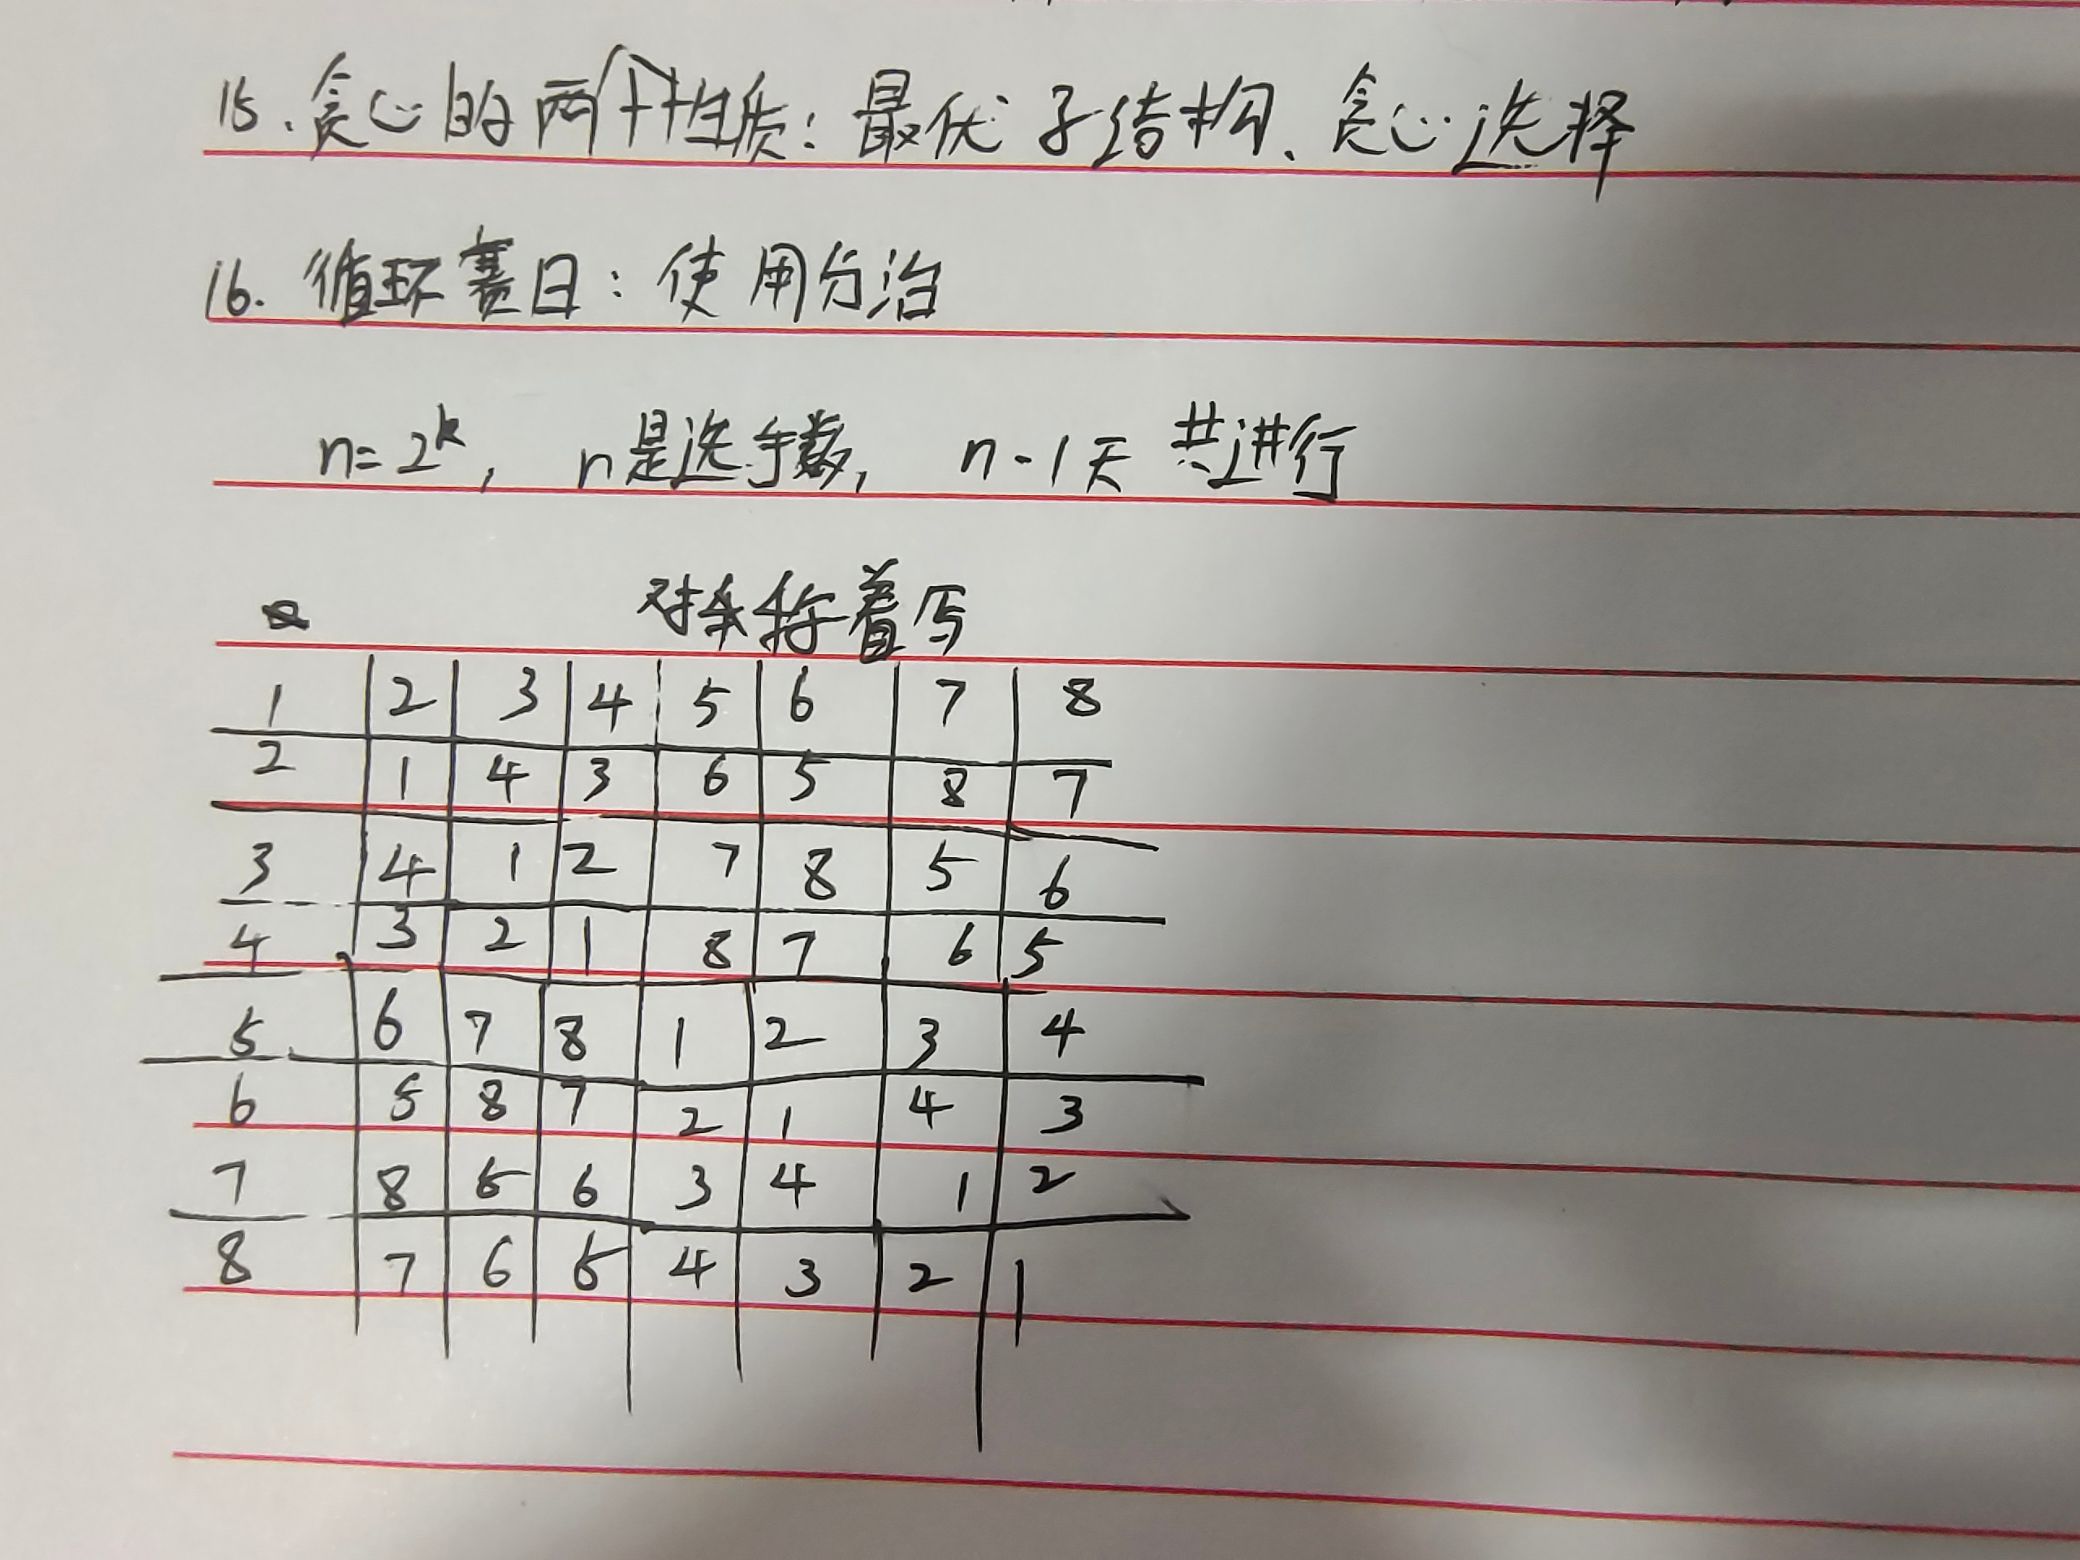 15. 贪心的两个性质：最优子结构、贪心选择
16. 循环赛日：使用分治
n=2^k, n是选手数, n-1天 共进行
对称着写
1 2 3 4 5 6 7 8
2 1 4 3 6 5 8 7
3 4 1 2 7 8 5 6
4 3 2 1 8 7 6 5
5 6 7 8 1 2 3 4
6 5 8 7 2 1 4 3
7 8 5 6 3 4 1 2
8 7 6 5 4 3 2 1